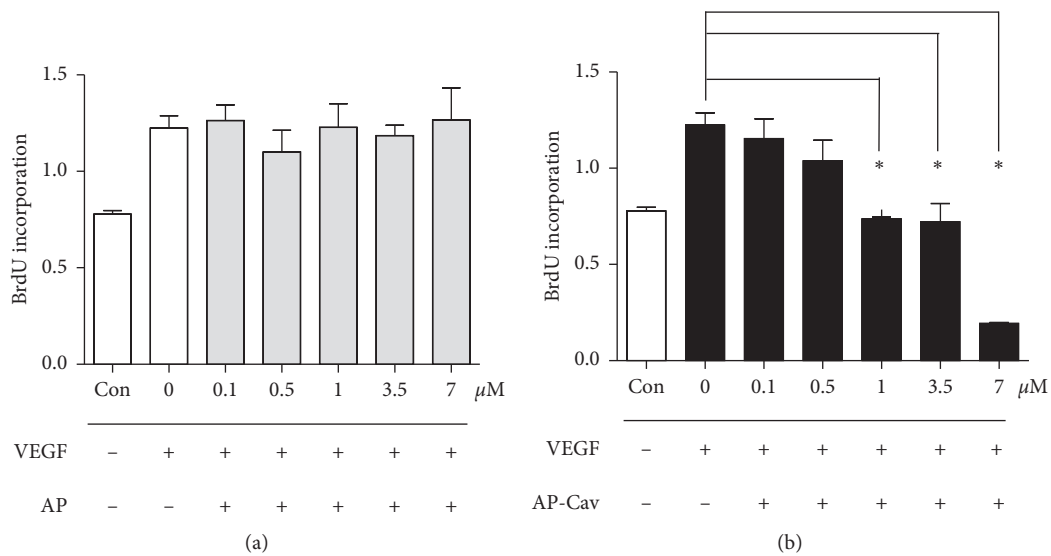 1.5
1.0
0.5
0.0
BrdU incorporation
Con 0 0.1 0.5 1 3.5 7 μM
VEGF – + + + + + +
AP – – + + + + +
(a)
1.5
1.0
0.5
0.0
BrdU incorporation
* * *
Con 0 0.1 0.5 1 3.5 7 μM
VEGF – + + + + + +
AP-Cav – – + + + + +
(b)